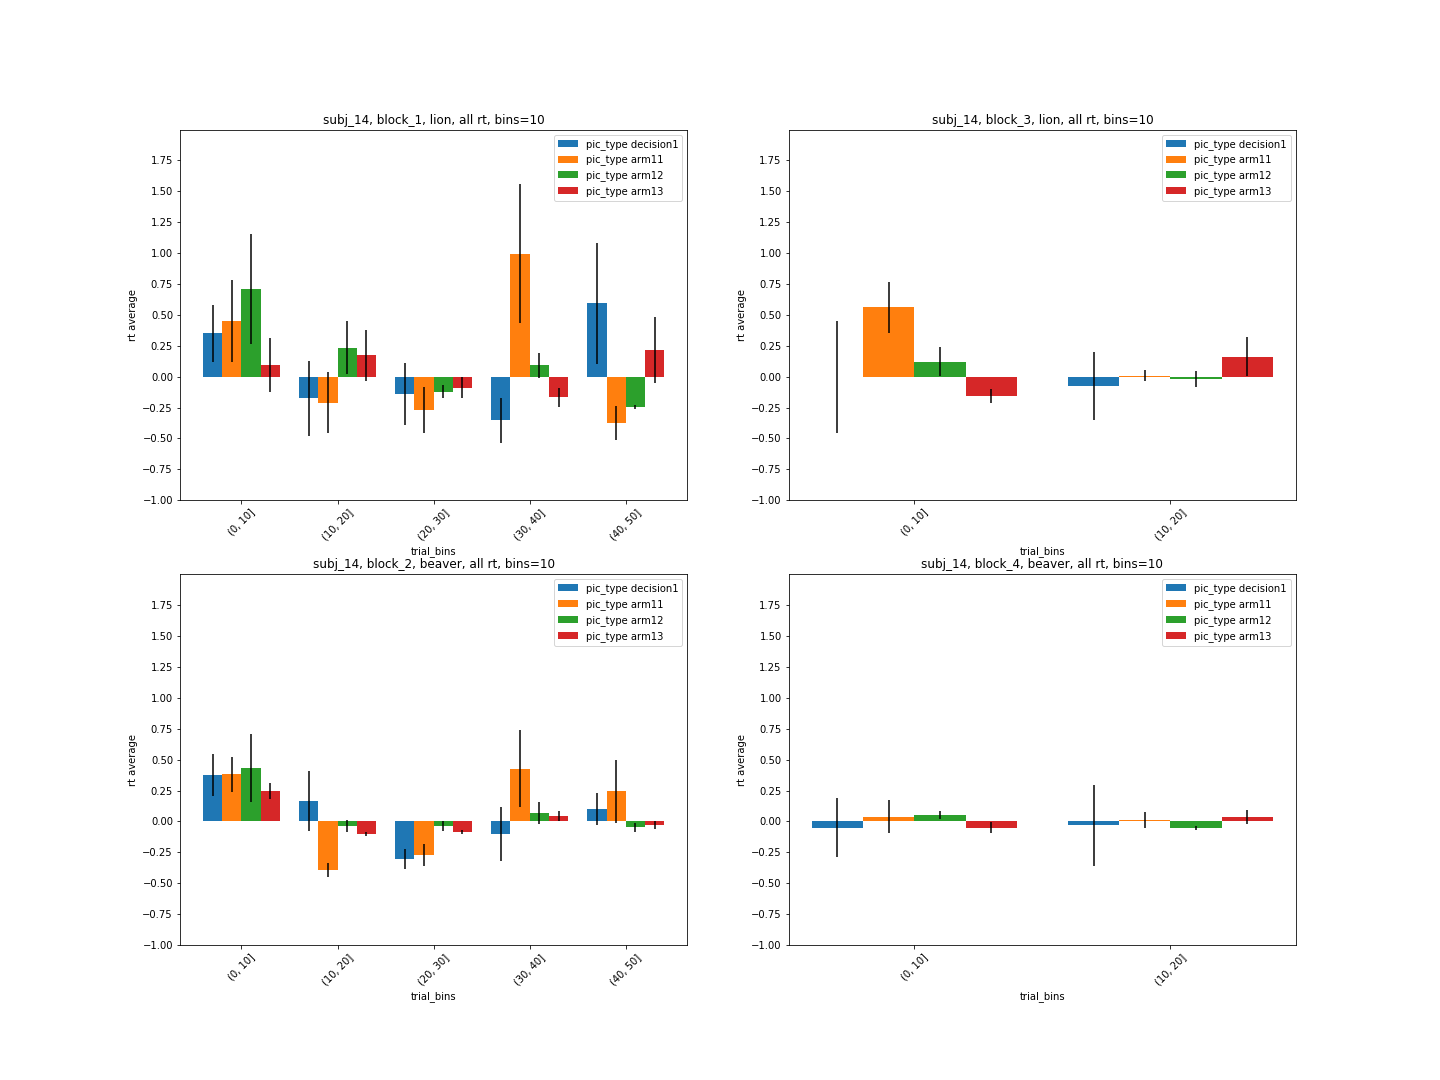 subj_14, block_1, lion, all rt, bins=10
pic_type decision1
pic_type arm11
pic_type arm12
pic_type arm13
1.75
1.50
1.25
1.00
0.75
0.50
0.25
0.00
−0.25
−0.50
−0.75
−1.00
rt average
(0, 10]
(10, 20]
(20, 30]
(30, 40]
(40, 50]
trial_bins
subj_14, block_3, lion, all rt, bins=10
pic_type decision1
pic_type arm11
pic_type arm12
pic_type arm13
1.75
1.50
1.25
1.00
0.75
0.50
0.25
0.00
−0.25
−0.50
−0.75
−1.00
rt average
(0, 10]
(10, 20]
trial_bins
subj_14, block_2, beaver, all rt, bins=10
pic_type decision1
pic_type arm11
pic_type arm12
pic_type arm13
1.75
1.50
1.25
1.00
0.75
0.50
0.25
0.00
−0.25
−0.50
−0.75
−1.00
rt average
(0, 10]
(10, 20]
(20, 30]
(30, 40]
(40, 50]
trial_bins
subj_14, block_4, beaver, all rt, bins=10
pic_type decision1
pic_type arm11
pic_type arm12
pic_type arm13
1.75
1.50
1.25
1.00
0.75
0.50
0.25
0.00
−0.25
−0.50
−0.75
−1.00
rt average
(0, 10]
(10, 20]
trial_bins